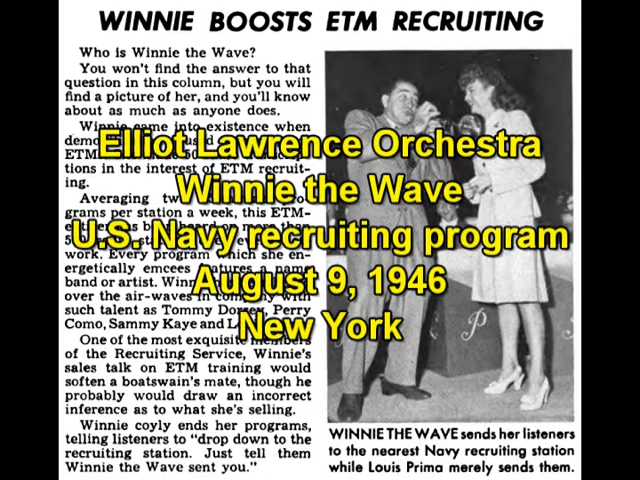 WINNIE BOOSTS ETM RECRUITING
Who is Winnie the Wave?
You won't find the answer to that
question in this column, but you will
find a picture of her, and you'll know
about as much as anyone does.
Winnie came into existence when
tions in the interest of ETM recruit-
ing.
Averaging
grams per station a week, this ETM-
work. Every program which she en-
ergetically emcees features a name
band or artist.
over the air-waves in company with
such talent as Tommy Dorsey, Perry
Como, Sammy Kaye and
One of the most exquisite members
of the Recruiting Service, Winnie's
sales talk on ETM training would
soften a boatswain's mate, though he
probably would draw an incorrect
inference as to what she's selling.
Winnie coyly ends her programs,
telling listeners to "drop down to the
recruiting station. Just tell them
Winnie the Wave sent you."
Elliot Lawrence Orchestra
Winnie the Wave
U.S. Navy recruiting program
August 9, 1946
New York
P
WINNIE THE WAVE sends her listeners
to the nearest Navy recruiting station
while Louis Prima merely sends them.